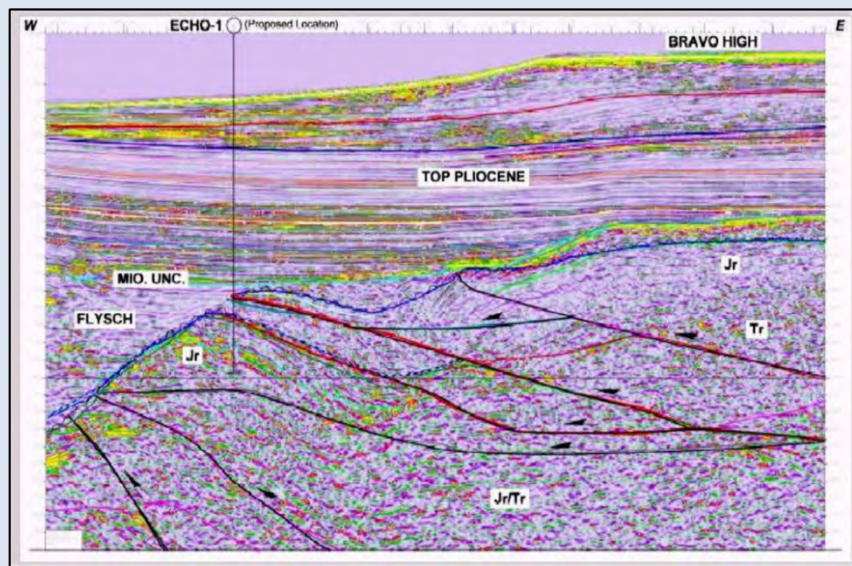 W
ECHO-1 (Proposed Location)
E
BRAVO HIGH
TOP PLIOCENE
MIO. UNC.
Jr
FLYSCH
Tr
Jr
Jr/Tr